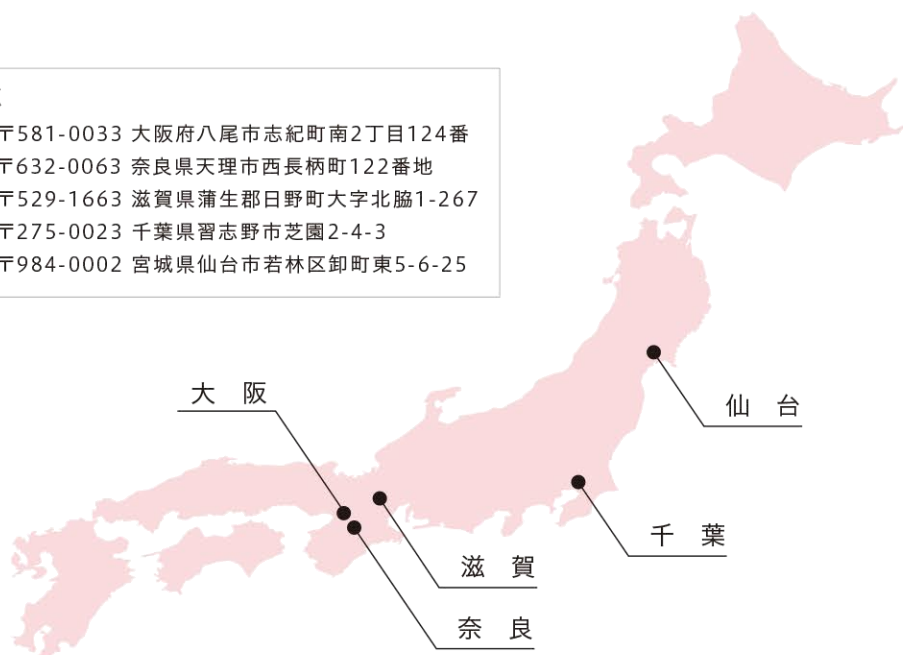 〒581-0033 大阪府八尾市志紀町南2丁目124番
〒632-0063 奈良県天理市西長柄町122番地
〒529-1663 滋賀県蒲生郡日野町大字北脇1-267
〒275-0023 千葉県習志野市芝園2-4-3
〒984-0002 宮城県仙台市若林区卸町東5-6-25
大　阪
仙　台
千　葉
滋　賀
奈　良